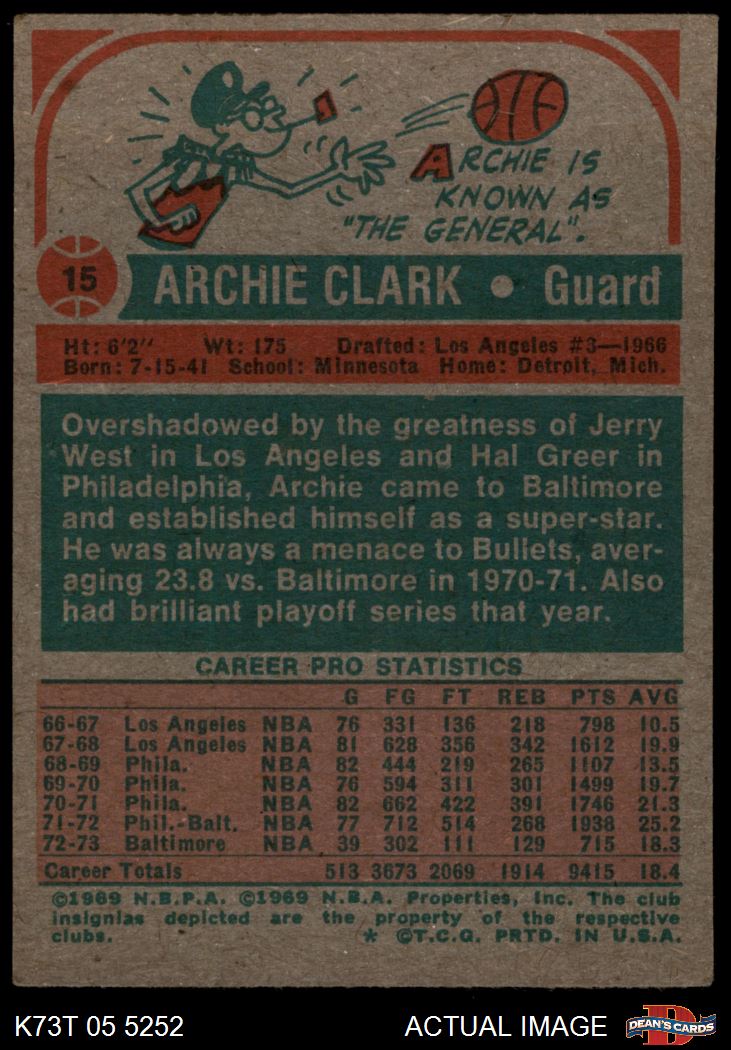 ARCHIE IS
KNOWN AS
"THE GENERAL".
15
ARCHIE CLARK • Guard
Ht: 6'2" Wt: 175 Drafted: Los Angeles #3—1966
Born: 7-15-41 School: Minnesota Home: Detroit, Mich.
Overshadowed by the greatness of Jerry
West in Los Angeles and Hal Greer in
Philadelphia, Archie came to Baltimore
and established himself as a super-star.
He was always a menace to Bullets, aver-
aging 23.8 vs. Baltimore in 1970-71. Also
had brilliant playoff series that year.
CAREER PRO STATISTICS
G FG FT REB PTS AVG
66-67 Los Angeles NBA 76 331 136 218 798 10.5
67-68 Los Angeles NBA 81 628 356 342 1612 19.9
68-69 Phila. NBA 82 444 219 265 1107 13.5
69-70 Phila. NBA 76 594 311 301 1499 19.7
70-71 Phila. NBA 82 662 422 391 1746 21.3
71-72 Phil.-Balt. NBA 77 712 514 268 1938 25.2
72-73 Baltimore NBA 39 302 111 129 715 18.3
Career Totals 513 3673 2069 1914 9415 18.4
©1969 N.B.P.A. ©1969 N.B.A. Properties, Inc. The club
insignias depicted are the property of the respective
clubs. * ©T.C.G. PRTD. IN U.S.A.
K73T 05 5252 ACTUAL IMAGE DEAN'S CARDS